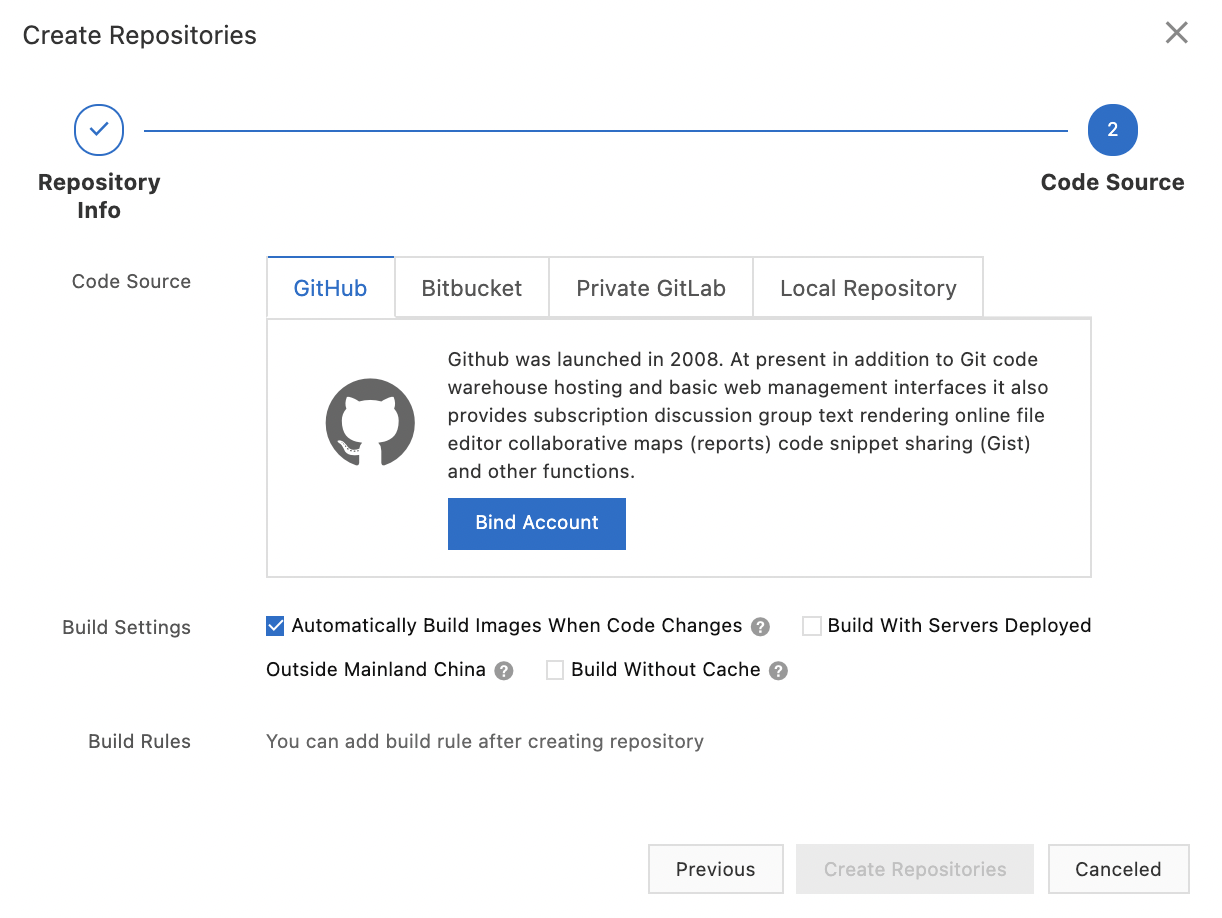 Create Repositories
2
Repository
Info
Code Source
Code Source
GitHub
Bitbucket
Private GitLab
Local Repository
Github was launched in 2008. At present in addition to Git code
warehouse hosting and basic web management interfaces it also
provides subscription discussion group text rendering online file
editor collaborative maps (reports) code snippet sharing (Gist)
and other functions.
Bind Account
Build Settings
Automatically Build Images When Code Changes ?
Build With Servers Deployed
Outside Mainland China ?
Build Without Cache ?
Build Rules
You can add build rule after creating repository
Previous
Create Repositories
Canceled